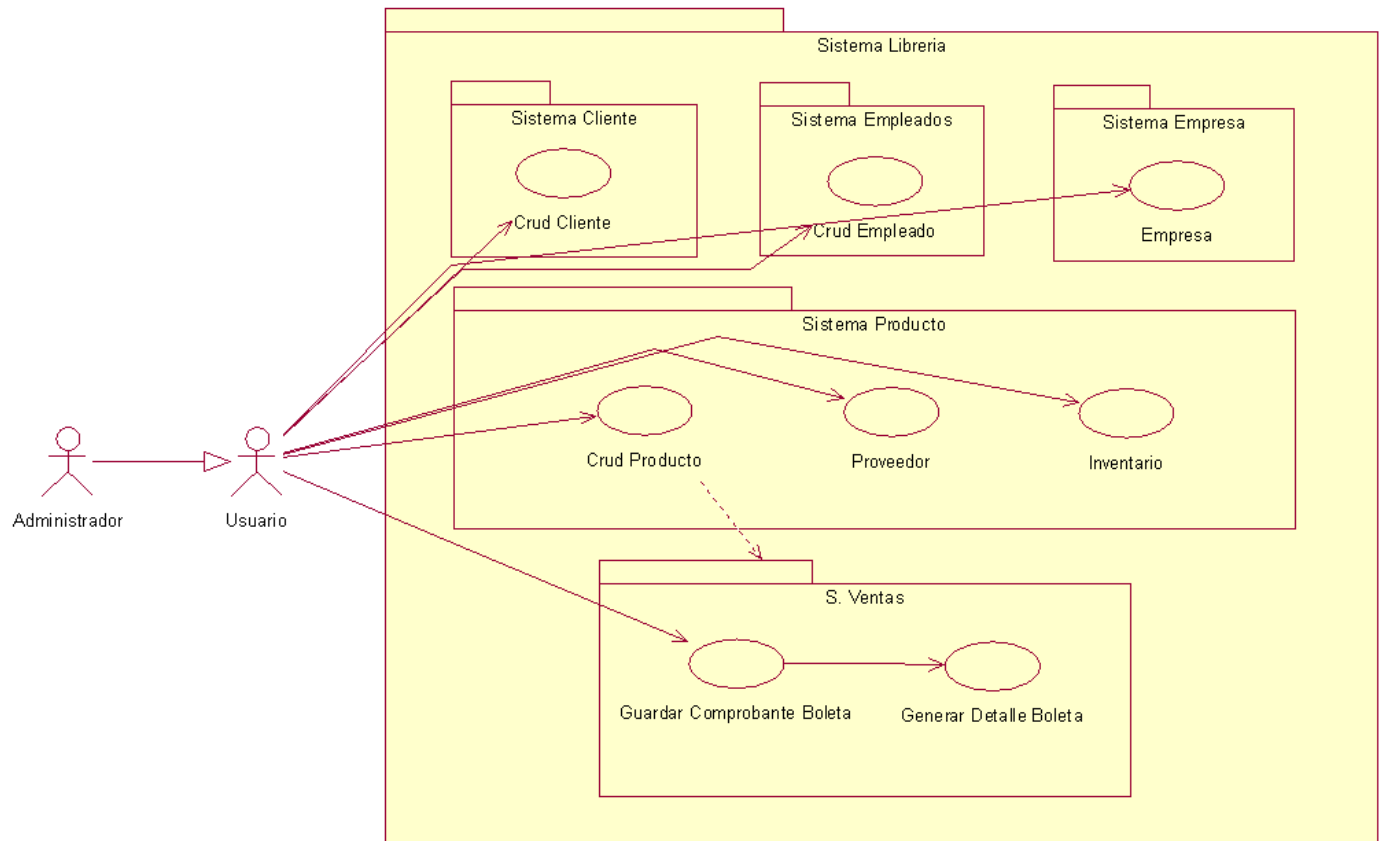 Sistema Libreria
Sistema Cliente
Sistema Empleados
Sistema Empresa
Crud Cliente
Crud Empleado
Empresa
Sistema Producto
Crud Producto
Proveedor
Inventario
Administrador
Usuario
S. Ventas
Guardar Comprobante Boleta
Generar Detalle Boleta